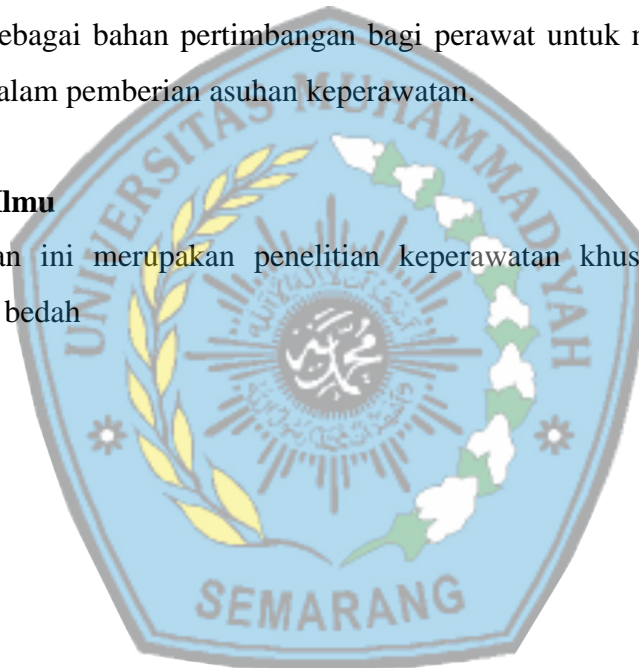 ebagai bahan pertimbangan bagi perawat untuk
alam pemberian asuhan keperawatan.
Ilmu
an ini merupakan penelitian keperawatan khus
bedah
UNIVERSITAS MUHAMMADIYAH
SEMARANG